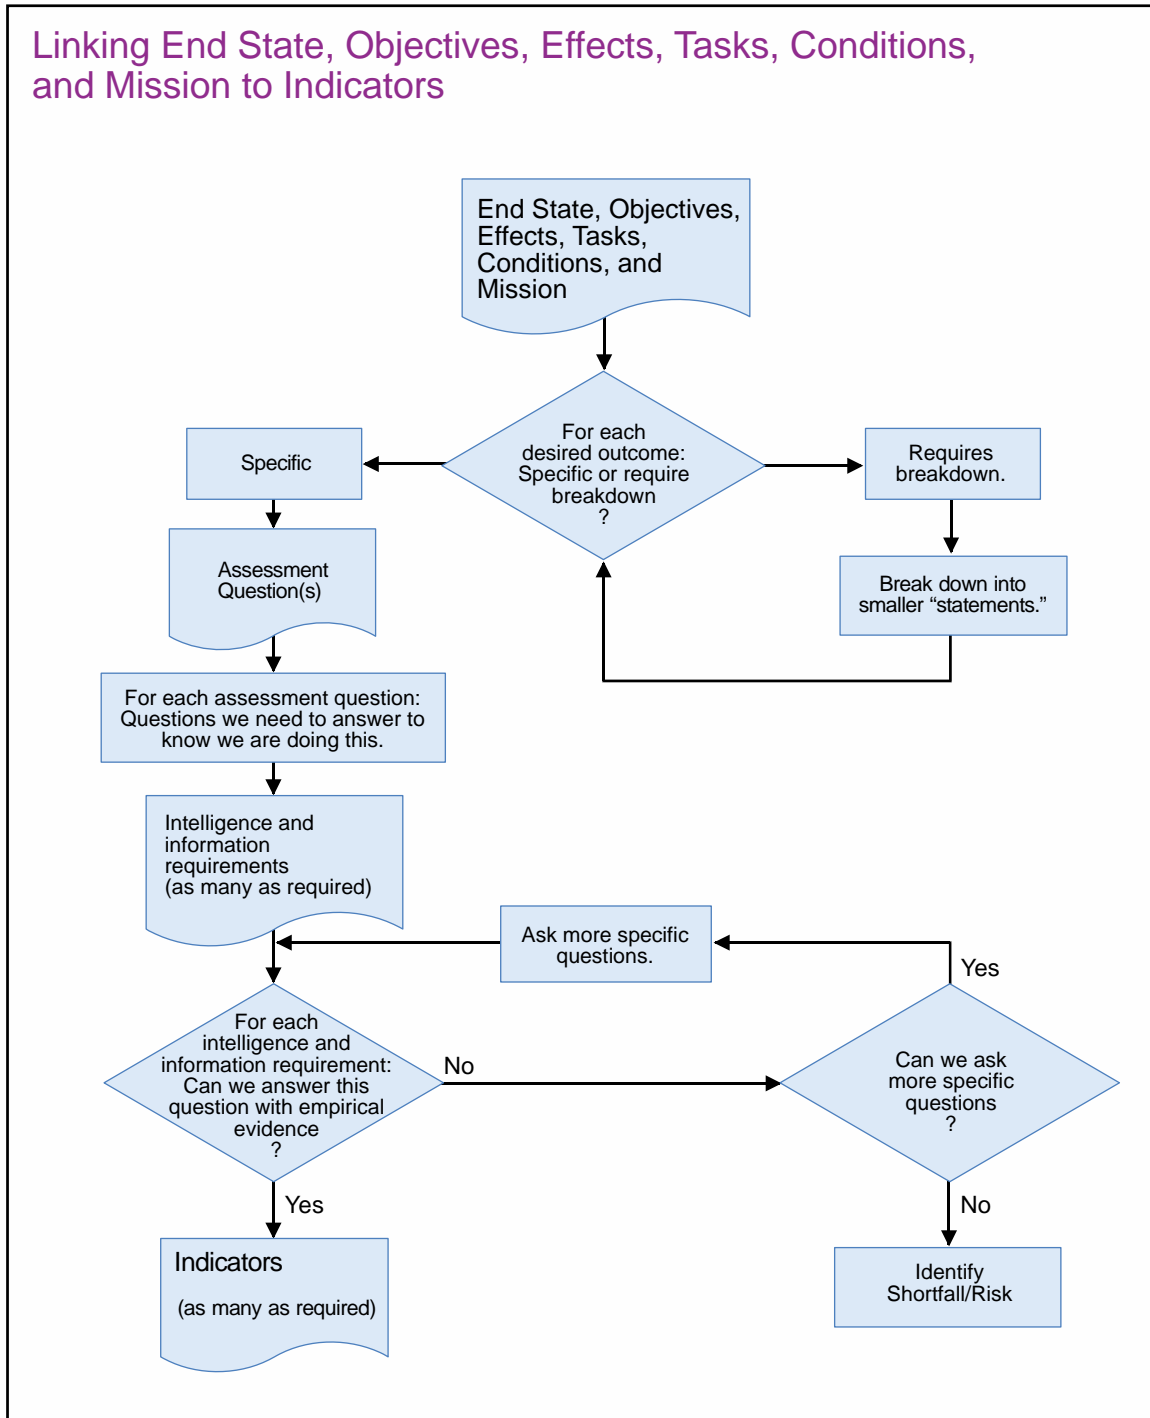 Linking End State, Objectives, Effects, Tasks, Conditions,
and Mission to Indicators
End State, Objectives,
Effects, Tasks,
Conditions, and
Mission
For each
desired outcome:
Specific or require
breakdown
?
Specific
Requires
breakdown.
Assessment
Question(s)
Break down into
smaller “statements.”
For each assessment question:
Questions we need to answer to
know we are doing this.
Intelligence and
information
requirements
(as many as required)
Ask more specific
questions.
Yes
For each
intelligence and
information requirement:
Can we answer this
question with empirical
evidence
?
No
Can we ask
more specific
questions
?
Yes
No
Indicators
(as many as required)
Identify
Shortfall/Risk